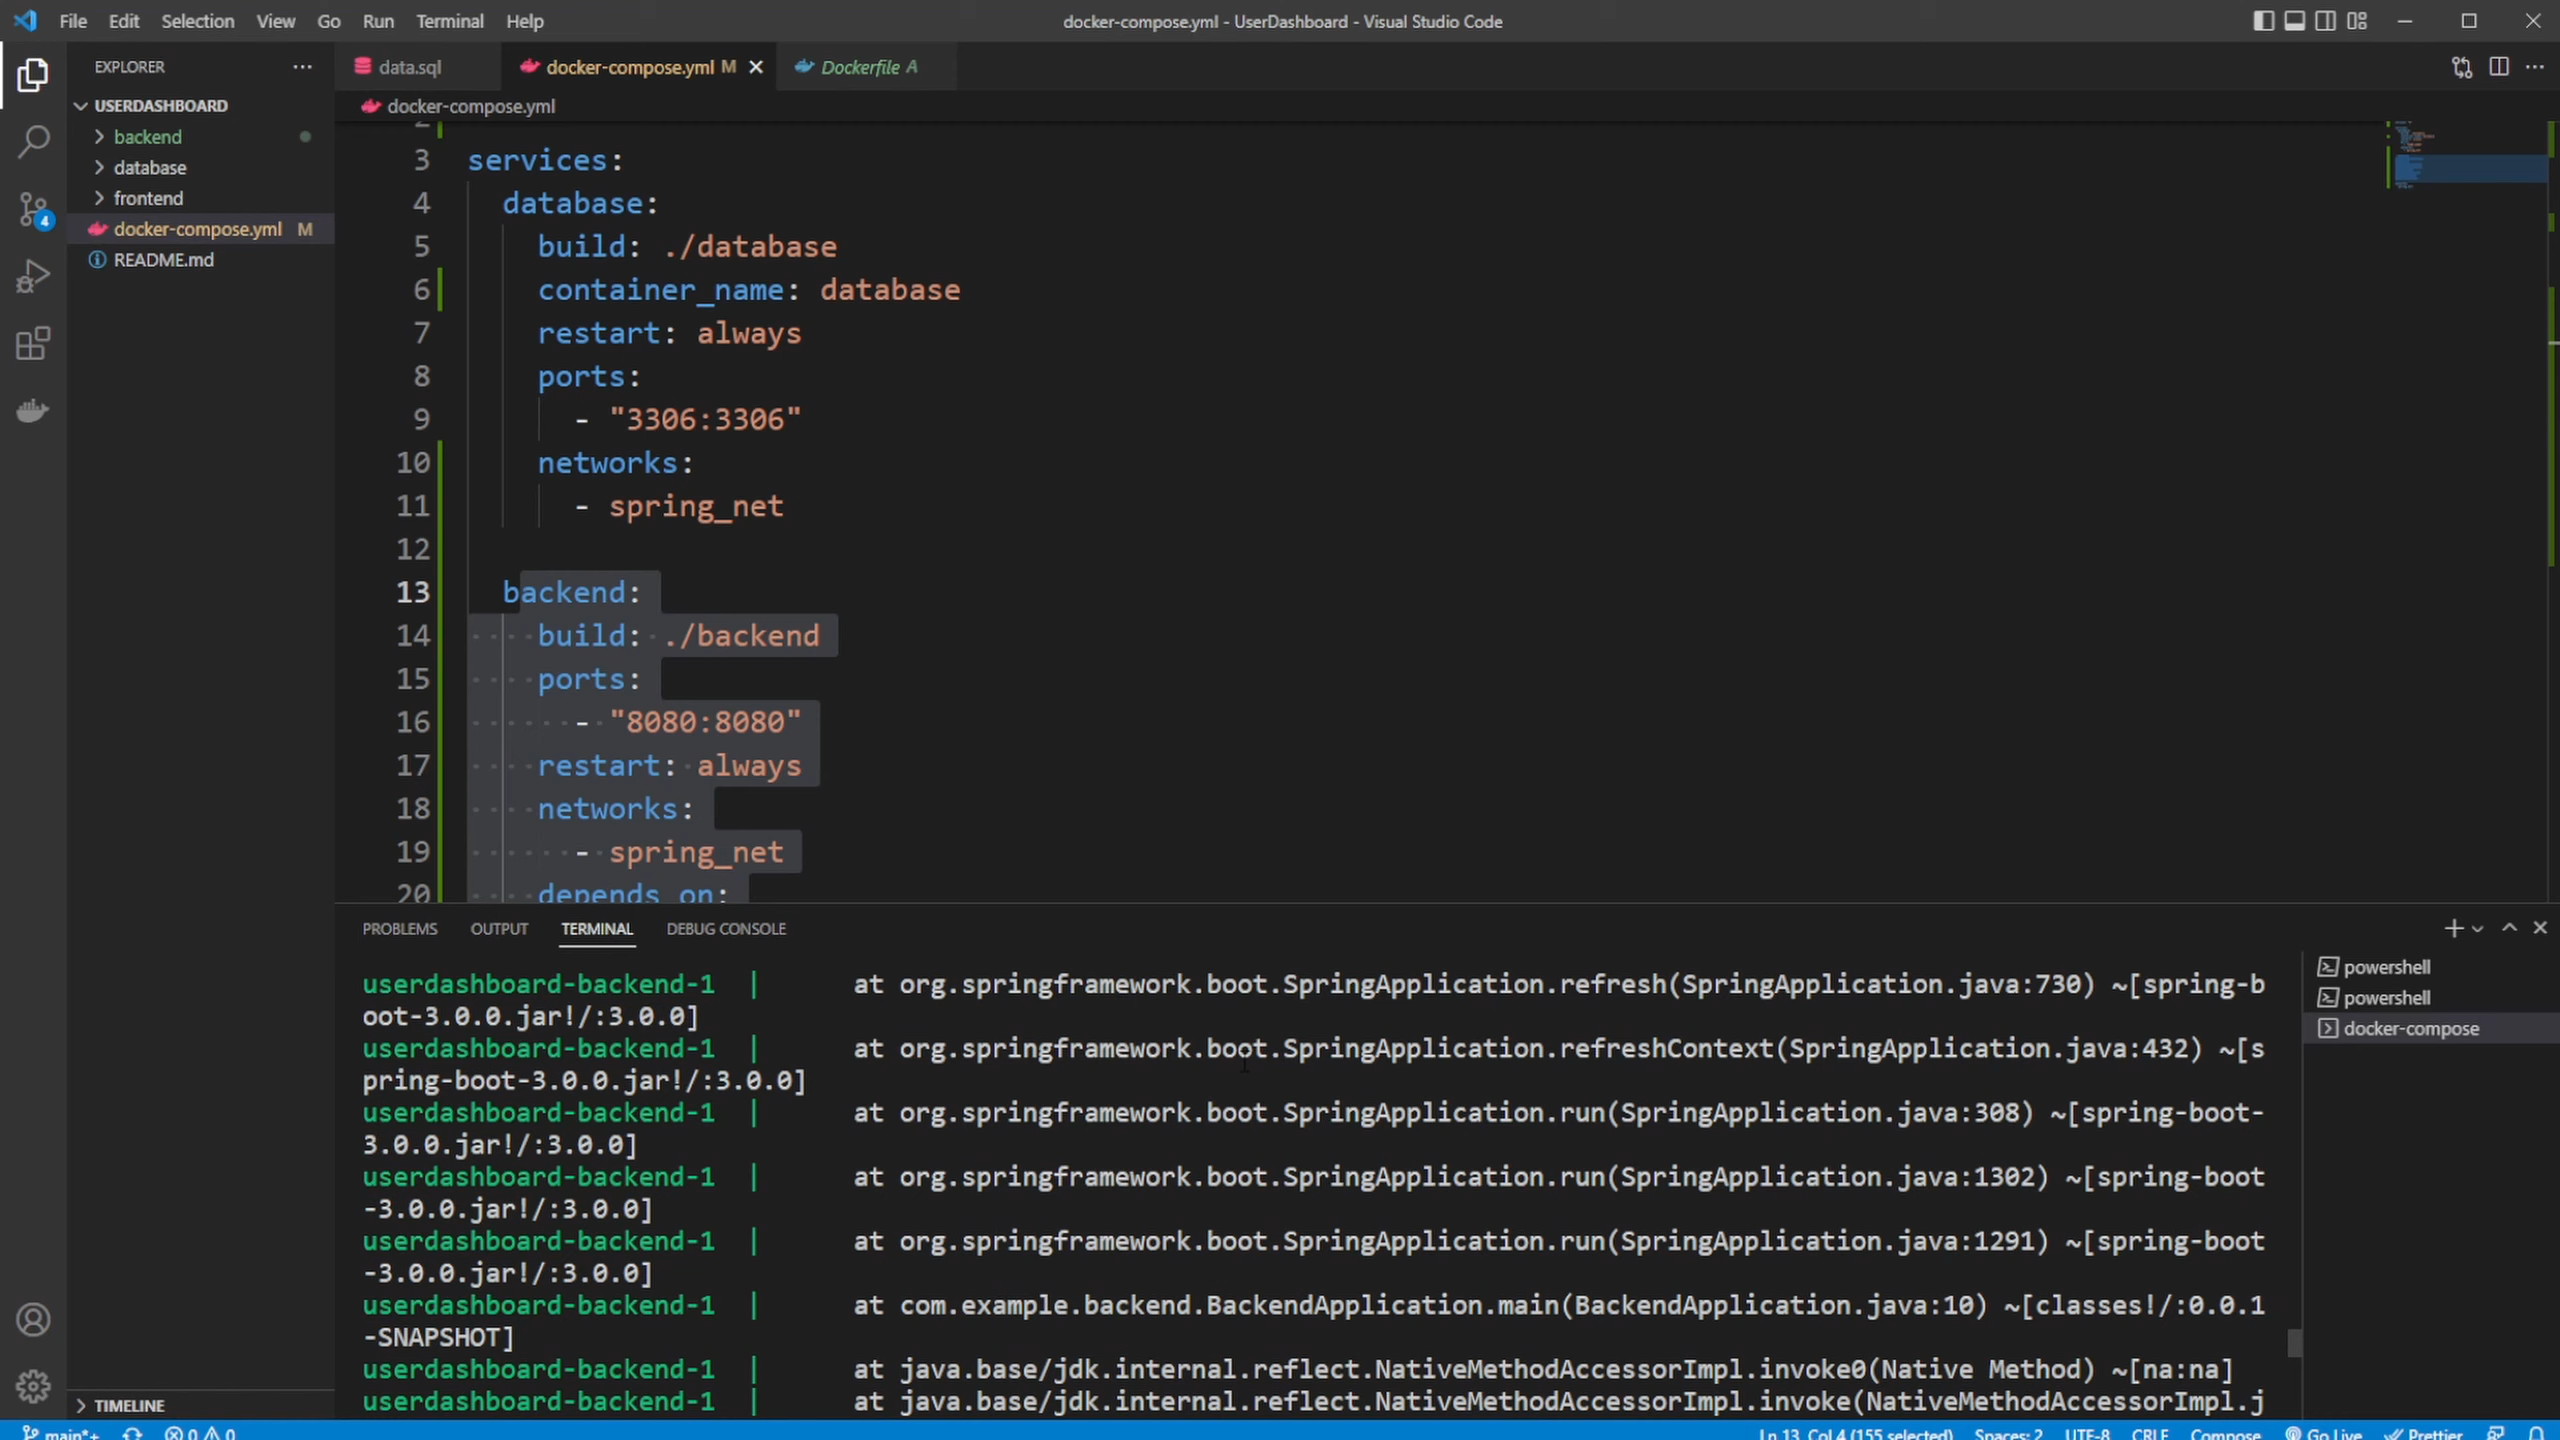 File Edit Selection View Go Run Terminal Help
docker-compose.yml - UserDashboard - Visual Studio Code
EXPLORER
USERDASHBOARD
backend
database
frontend
docker-compose.yml M
README.md
TIMELINE
4
data.sql
docker-compose.yml M
Dockerfile A
docker-compose.yml
2
3 services:
4 database:
5 build: ./database
6 container_name: database
7 restart: always
8 ports:
9 - "3306:3306"
10 networks:
11 - spring_net
12
13 backend:
14 build: ./backend
15 ports:
16 - "8080:8080"
17 restart: always
18 networks:
19 - spring_net
20 depends_on:
PROBLEMS OUTPUT TERMINAL DEBUG CONSOLE
userdashboard-backend-1 | at org.springframework.boot.SpringApplication.refresh(SpringApplication.java:730) ~[spring-b
oot-3.0.0.jar!/:3.0.0]
userdashboard-backend-1 | at org.springframework.boot.SpringApplication.refreshContext(SpringApplication.java:432) ~[s
pring-boot-3.0.0.jar!/:3.0.0]
userdashboard-backend-1 | at org.springframework.boot.SpringApplication.run(SpringApplication.java:308) ~[spring-boot-
3.0.0.jar!/:3.0.0]
userdashboard-backend-1 | at org.springframework.boot.SpringApplication.run(SpringApplication.java:1302) ~[spring-boot
-3.0.0.jar!/:3.0.0]
userdashboard-backend-1 | at org.springframework.boot.SpringApplication.run(SpringApplication.java:1291) ~[spring-boot
-3.0.0.jar!/:3.0.0]
userdashboard-backend-1 | at com.example.backend.BackendApplication.main(BackendApplication.java:10) ~[classes!/:0.0.1
-SNAPSHOT]
userdashboard-backend-1 | at java.base/jdk.internal.reflect.NativeMethodAccessorImpl.invoke0(Native Method) ~[na:na]
userdashboard-backend-1 | at java.base/jdk.internal.reflect.NativeMethodAccessorImpl.invoke(NativeMethodAccessorImpl.j
powershell
powershell
docker-compose
main*+ 0 0 Ln 13, Col 4 (155 selected) Spaces: 2 UTF-8 CRLF Compose Go Live Prettier